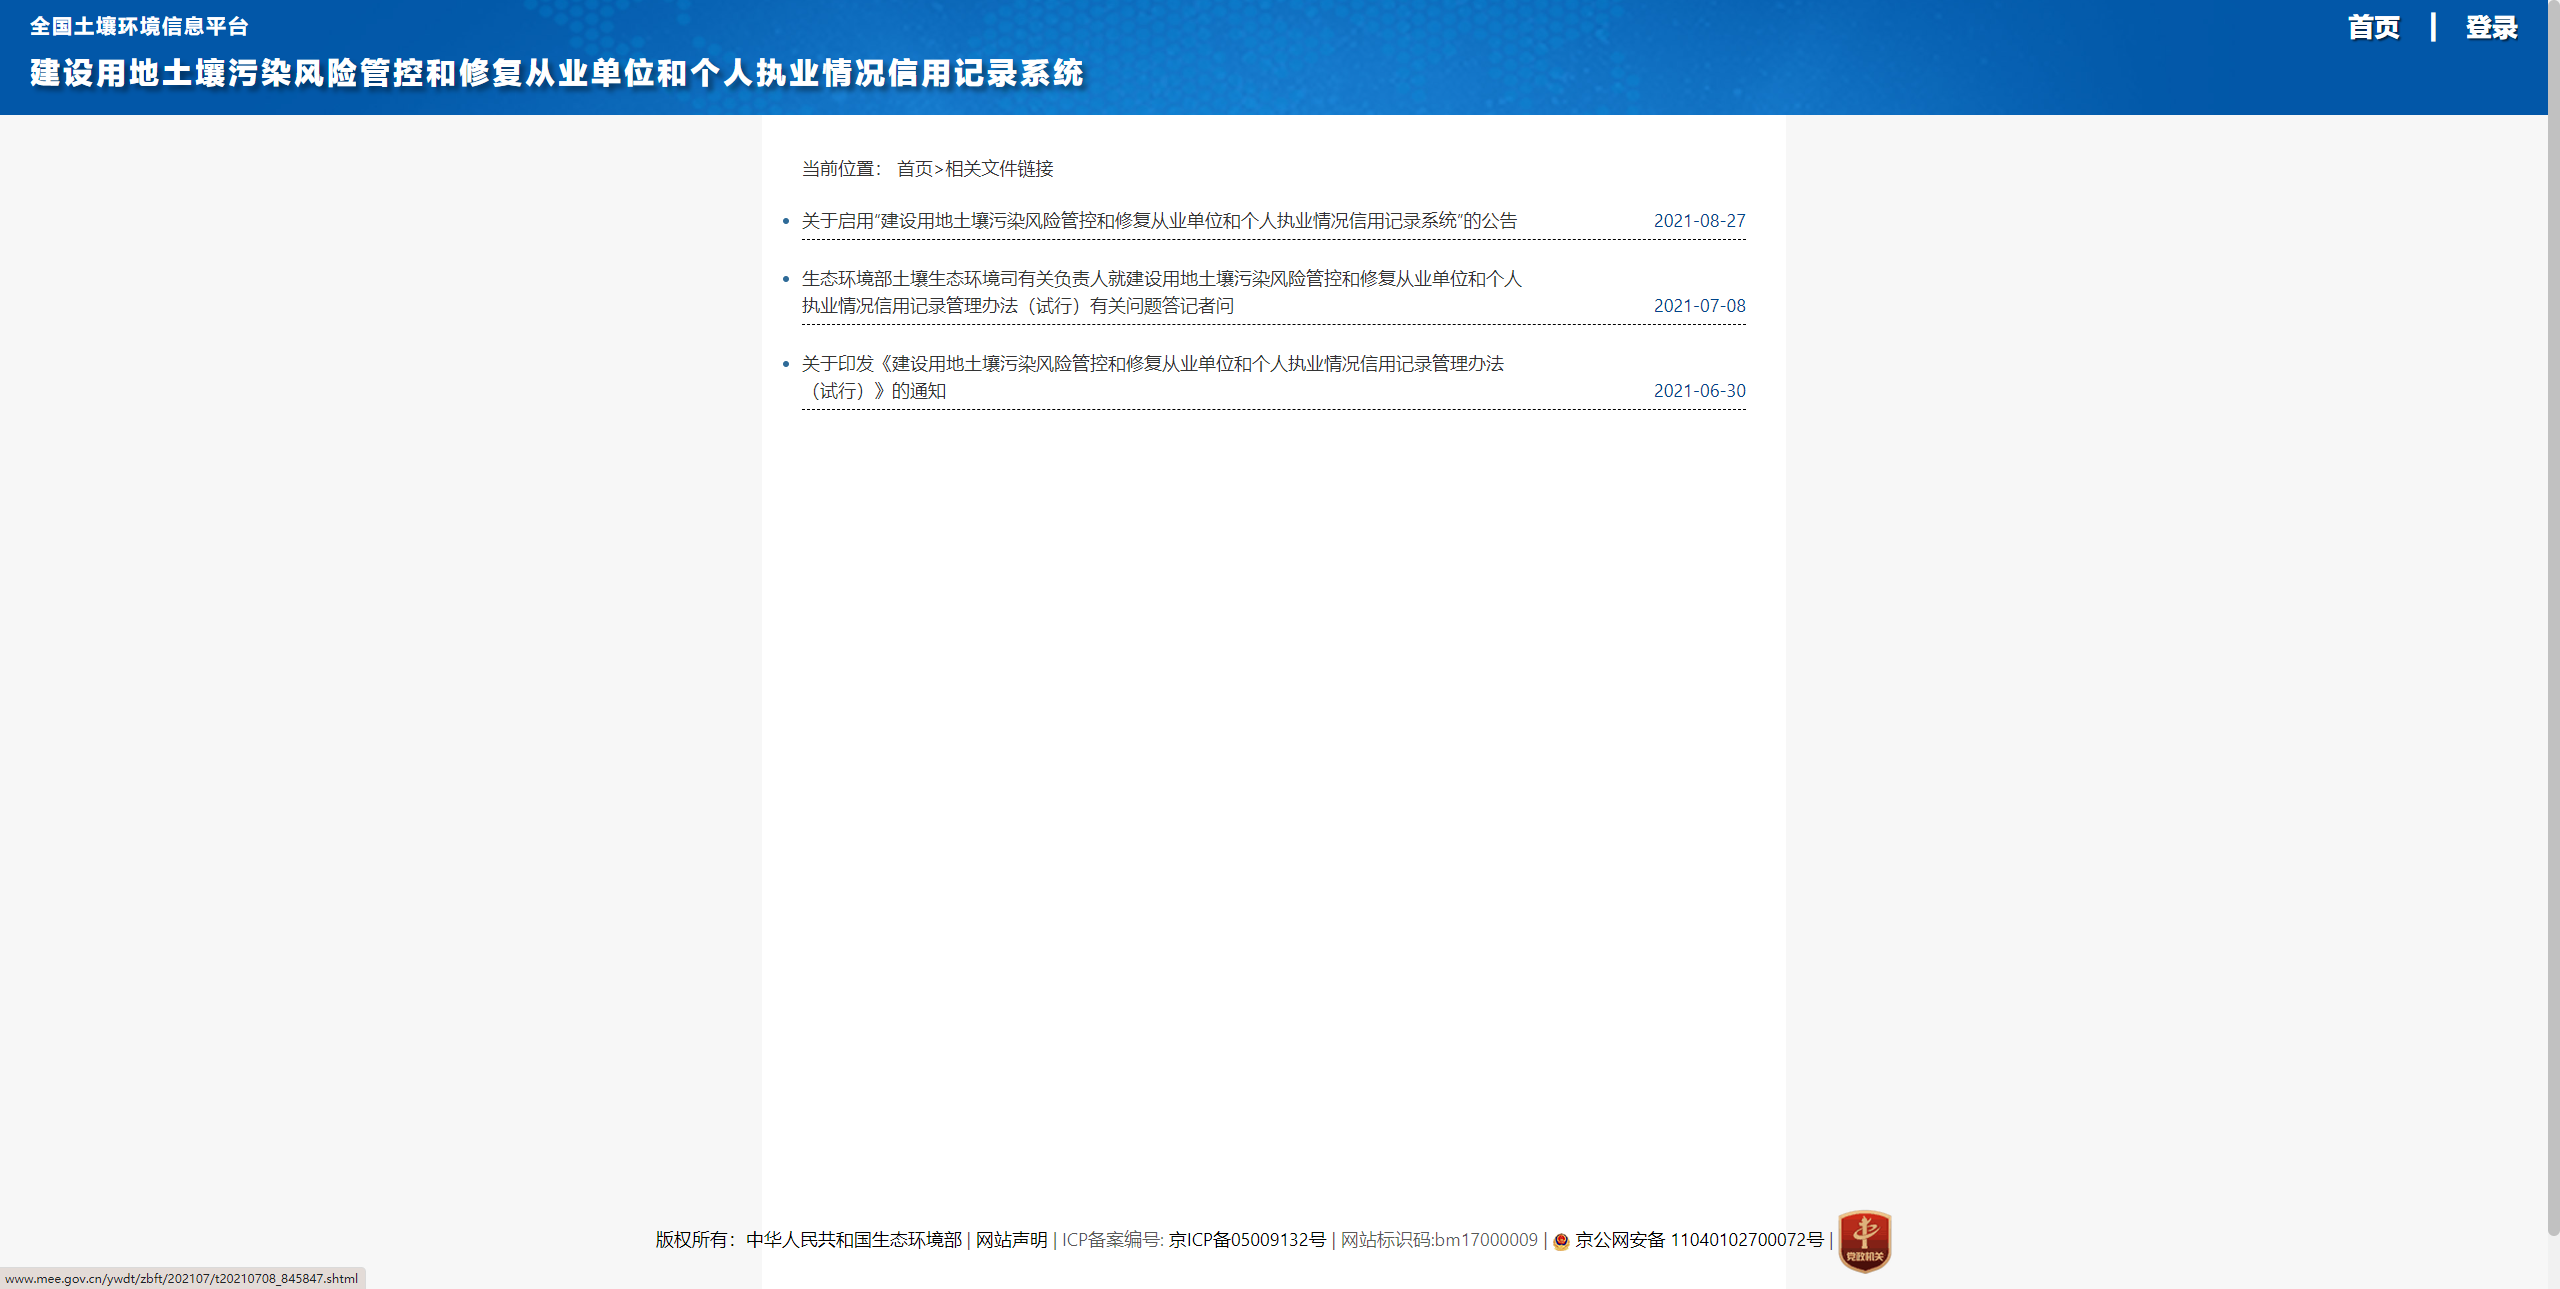 全国土壤环境信息平台
首页 | 登录
建设用地土壤污染风险管控和修复从业单位和个人执业情况信用记录系统
当前位置： 首页>相关文件链接
关于启用“建设用地土壤污染风险管控和修复从业单位和个人执业情况信用记录系统”的公告 2021-08-27
生态环境部土壤生态环境司有关负责人就建设用地土壤污染风险管控和修复从业单位和个人
执业情况信用记录管理办法（试行）有关问题答记者问 2021-07-08
关于印发《建设用地土壤污染风险管控和修复从业单位和个人执业情况信用记录管理办法
（试行）》的通知 2021-06-30
版权所有：中华人民共和国生态环境部 | 网站声明 | ICP备案编号: 京ICP备05009132号 | 网站标识码:bm17000009 | 京公网安备 11040102700072号 |
党政机关
www.mee.gov.cn/ywdt/zbft/202107/t20210708_845847.shtml